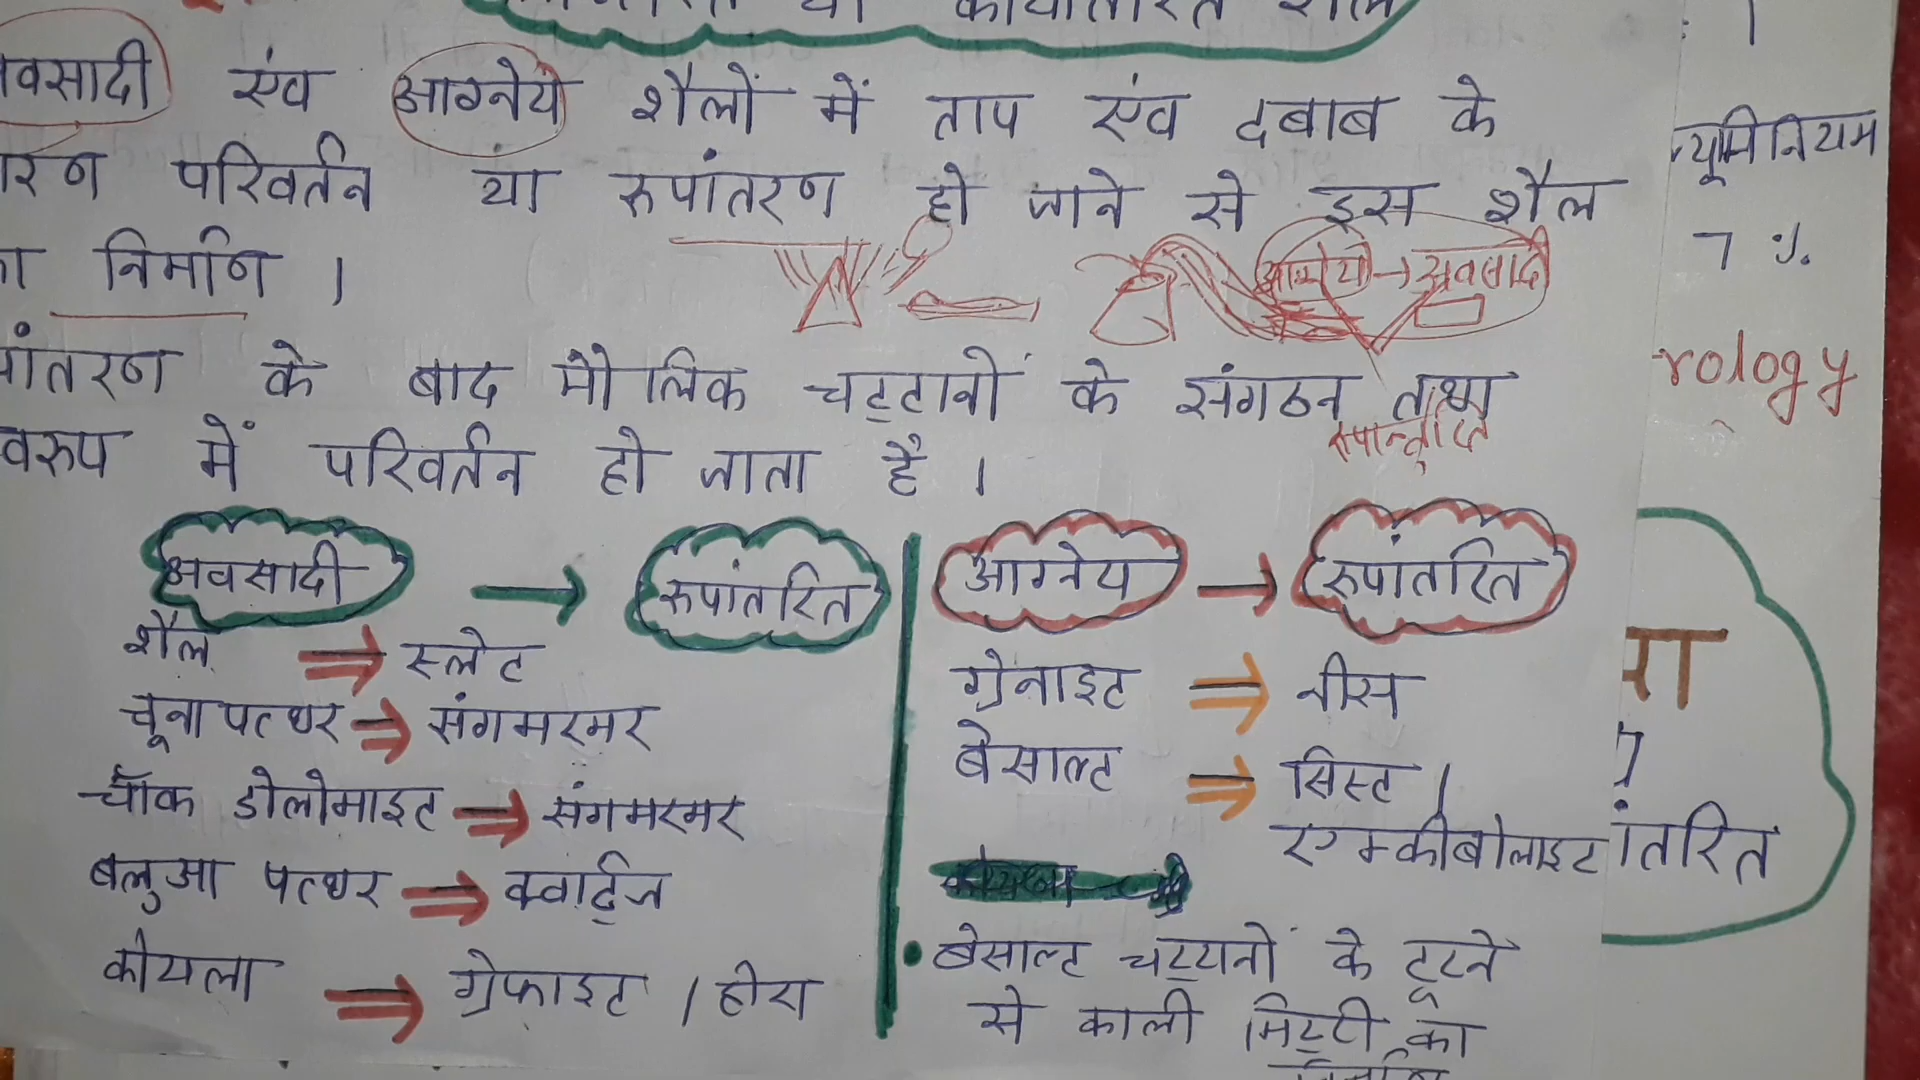 कायांतरित शैल
अवसादी एंव आग्नेय शैलों में ताप एंव दबाव के
ारण परिवर्तन या रुपांतरण हो जाने से इस शैल
का निर्माण ।
आग्नेय → अवसादी
पांतरण के बाद मौलिक चट्टानों के संगठन तथा
रुपान्तरित
वरुप में परिवर्तन हो जाता है ।
अवसादी → रुपांतरित
शैल ⇒ स्लेट
चूना पत्थर ⇒ संगमरमर
चॉक डोलोमाइट ⇒ संगमरमर
बलुआ पत्थर ⇒ क्वार्ट्ज
कोयला ⇒ ग्रेफाइट / हीरा
आग्नेय → रुपांतरित
ग्रेनाइट ⇒ नीस
बेसाल्ट ⇒ सिस्ट /
एम्फीबोलाइट
• बेसाल्ट चट्टानों के टूटने
से काली मिट्टी का
निर्माण
्यूमिनियम
7 %
rology
ांतरित